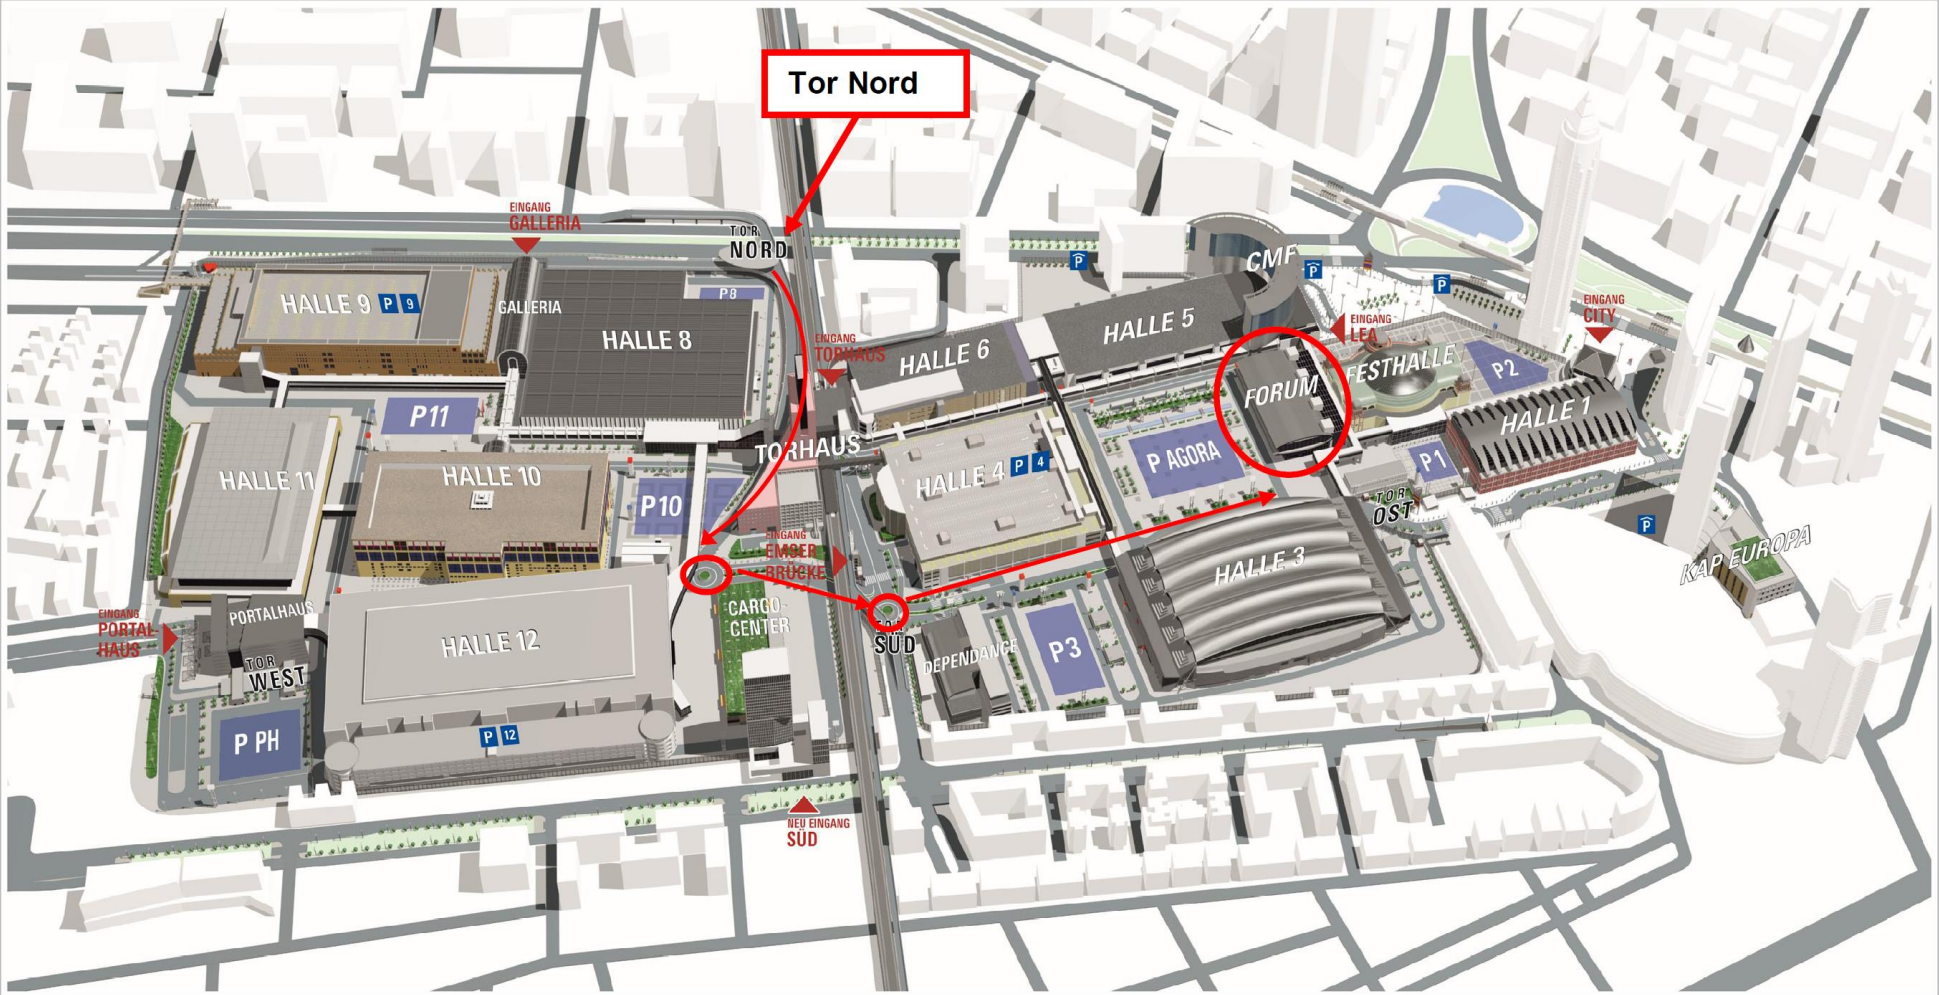 Tor Nord
EINGANG
GALLERIA
TOR
NORD
HALLE 9 P 9
GALLERIA
HALLE 8
P8
EINGANG
TORHAUS
HALLE 6
HALLE 5
CMF
P
P
P
EINGANG
LEA
EINGANG
CITY
FORUM
FESTHALLE
P2
HALLE 1
P1
P11
HALLE 11
HALLE 10
P10
TORHAUS
HALLE 4 P 4
P AGORA
TOR
OST
P
KAP EUROPA
EINGANG
EMSER
BRÜCKE
HALLE 3
CARGO-
CENTER
SÜD
DEPENDANCE
P3
EINGANG
PORTAL-
HAUS
PORTALHAUS
TOR
WEST
HALLE 12
P PH
P 12
NEU EINGANG
SÜD